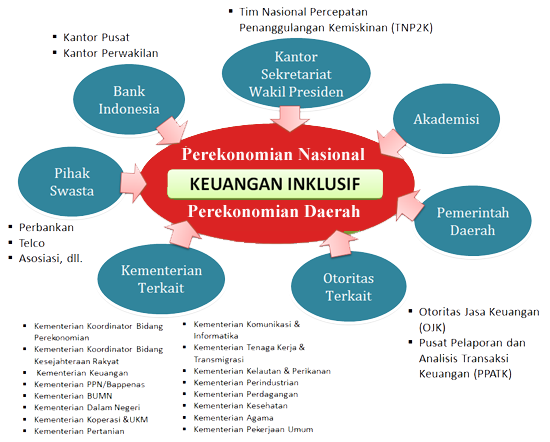 ▪ Tim Nasional Percepatan
Penanggulangan Kemiskinan (TNP2K)
▪ Kantor Pusat
▪ Kantor Perwakilan
Kantor
Sekretariat
Wakil Presiden
Bank
Indonesia
Akademisi
Perekonomian Nasional
KEUANGAN INKLUSIF
Perekonomian Daerah
Pihak
Swasta
Pemerintah
Daerah
▪ Perbankan
▪ Telco
▪ Asosiasi, dll.
Kementerian
Terkait
Otoritas
Terkait
▪ Otoritas Jasa Keuangan
(OJK)
▪ Pusat Pelaporan dan
Analisis Transaksi
Keuangan (PPATK)
▪ Kementerian Koordinator Bidang
Perekonomian
▪ Kementerian Koordinator Bidang
Kesejahteraan Rakyat
▪ Kementerian Keuangan
▪ Kementerian PPN/Bappenas
▪ Kementerian BUMN
▪ Kementerian Dalam Negeri
▪ Kementerian Koperasi &UKM
▪ Kementerian Pertanian
▪ Kementerian Komunikasi &
Informatika
▪ Kementerian Tenaga Kerja &
Transmigrasi
▪ Kementerian Kelautan & Perikanan
▪ Kementerian Perindustrian
▪ Kementerian Perdagangan
▪ Kementerian Kesehatan
▪ Kementerian Agama
▪ Kementerian Pekerjaan Umum